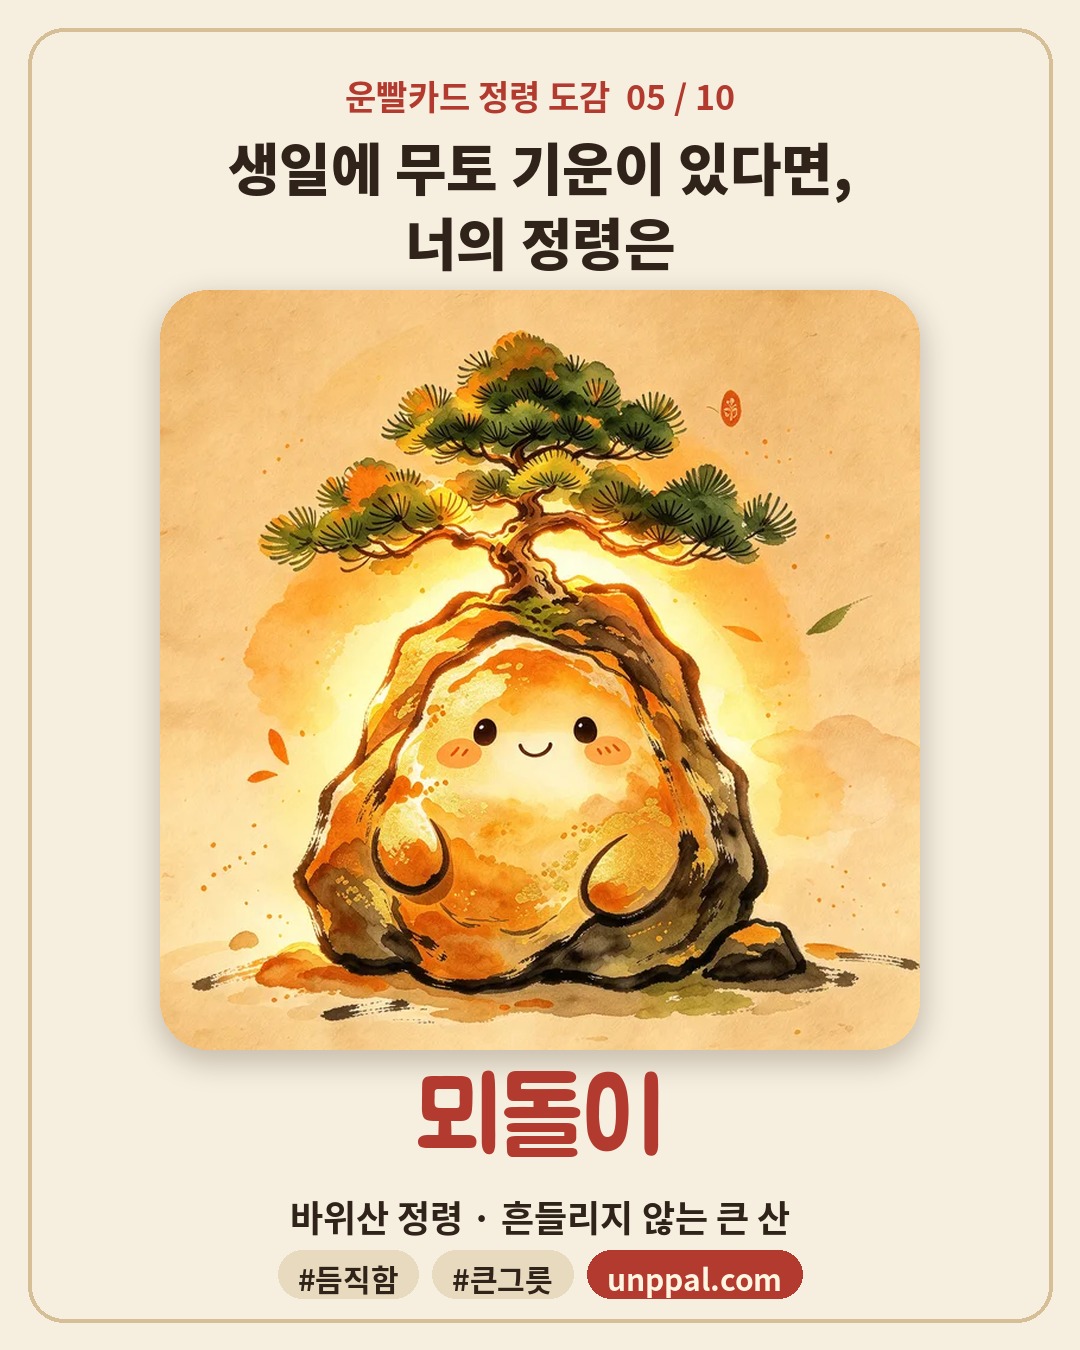 운빨카드 정령 도감 05 / 10
생일에 무토 기운이 있다면,
너의 정령은
뫼돌이
바위산 정령 · 흔들리지 않는 큰 산
#듬직함 #큰그릇 unppal.com